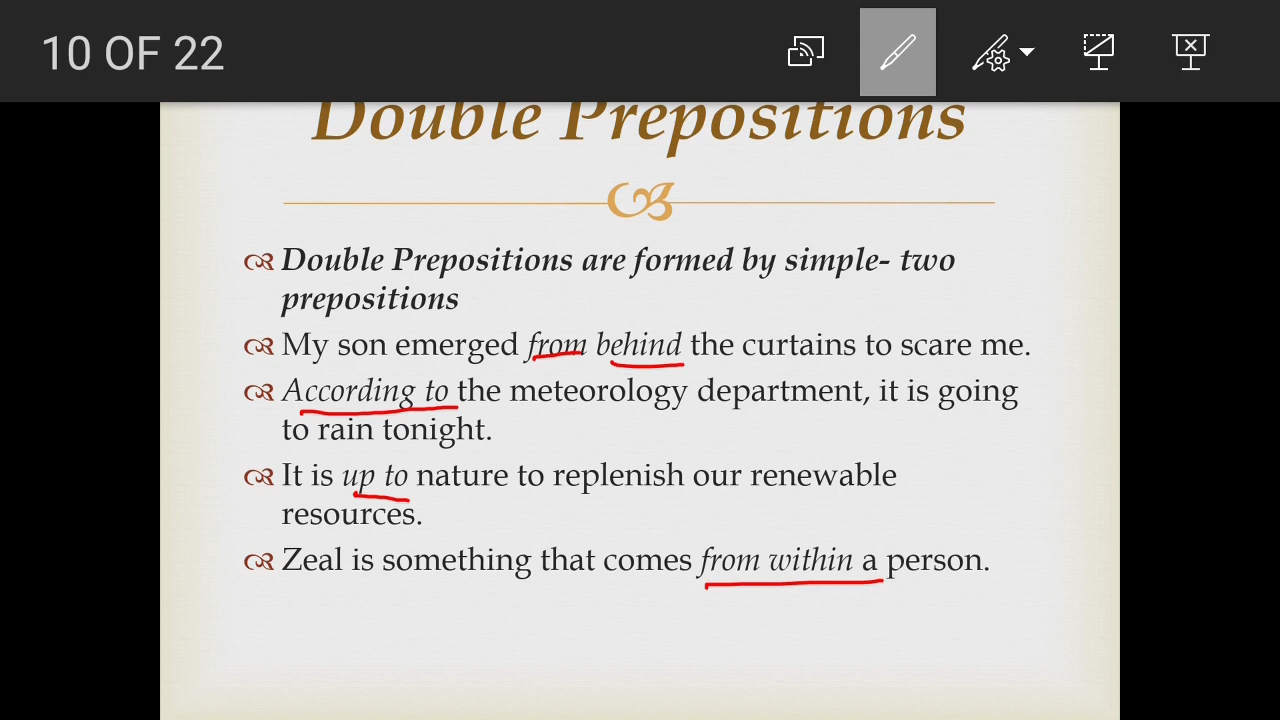 10 OF 22
Double Prepositions
Double Prepositions are formed by simple- two
prepositions
My son emerged from behind the curtains to scare me.
According to the meteorology department, it is going
to rain tonight.
It is up to nature to replenish our renewable
resources.
Zeal is something that comes from within a person.